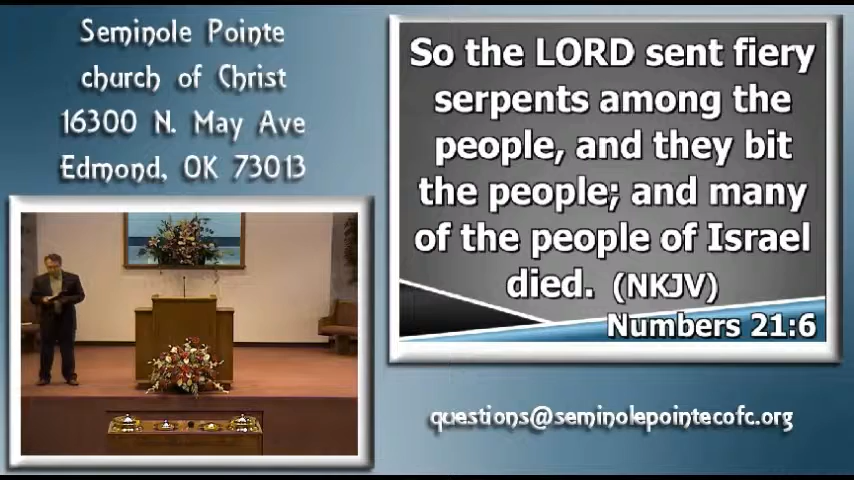 Seminole Pointe
church of Christ
16300 N. May Ave
Edmond, OK 73013
So the LORD sent fiery
serpents among the
people, and they bit
the people; and many
of the people of Israel
died. (NKJV)
Numbers 21:6
questions@seminolepointecofc.org